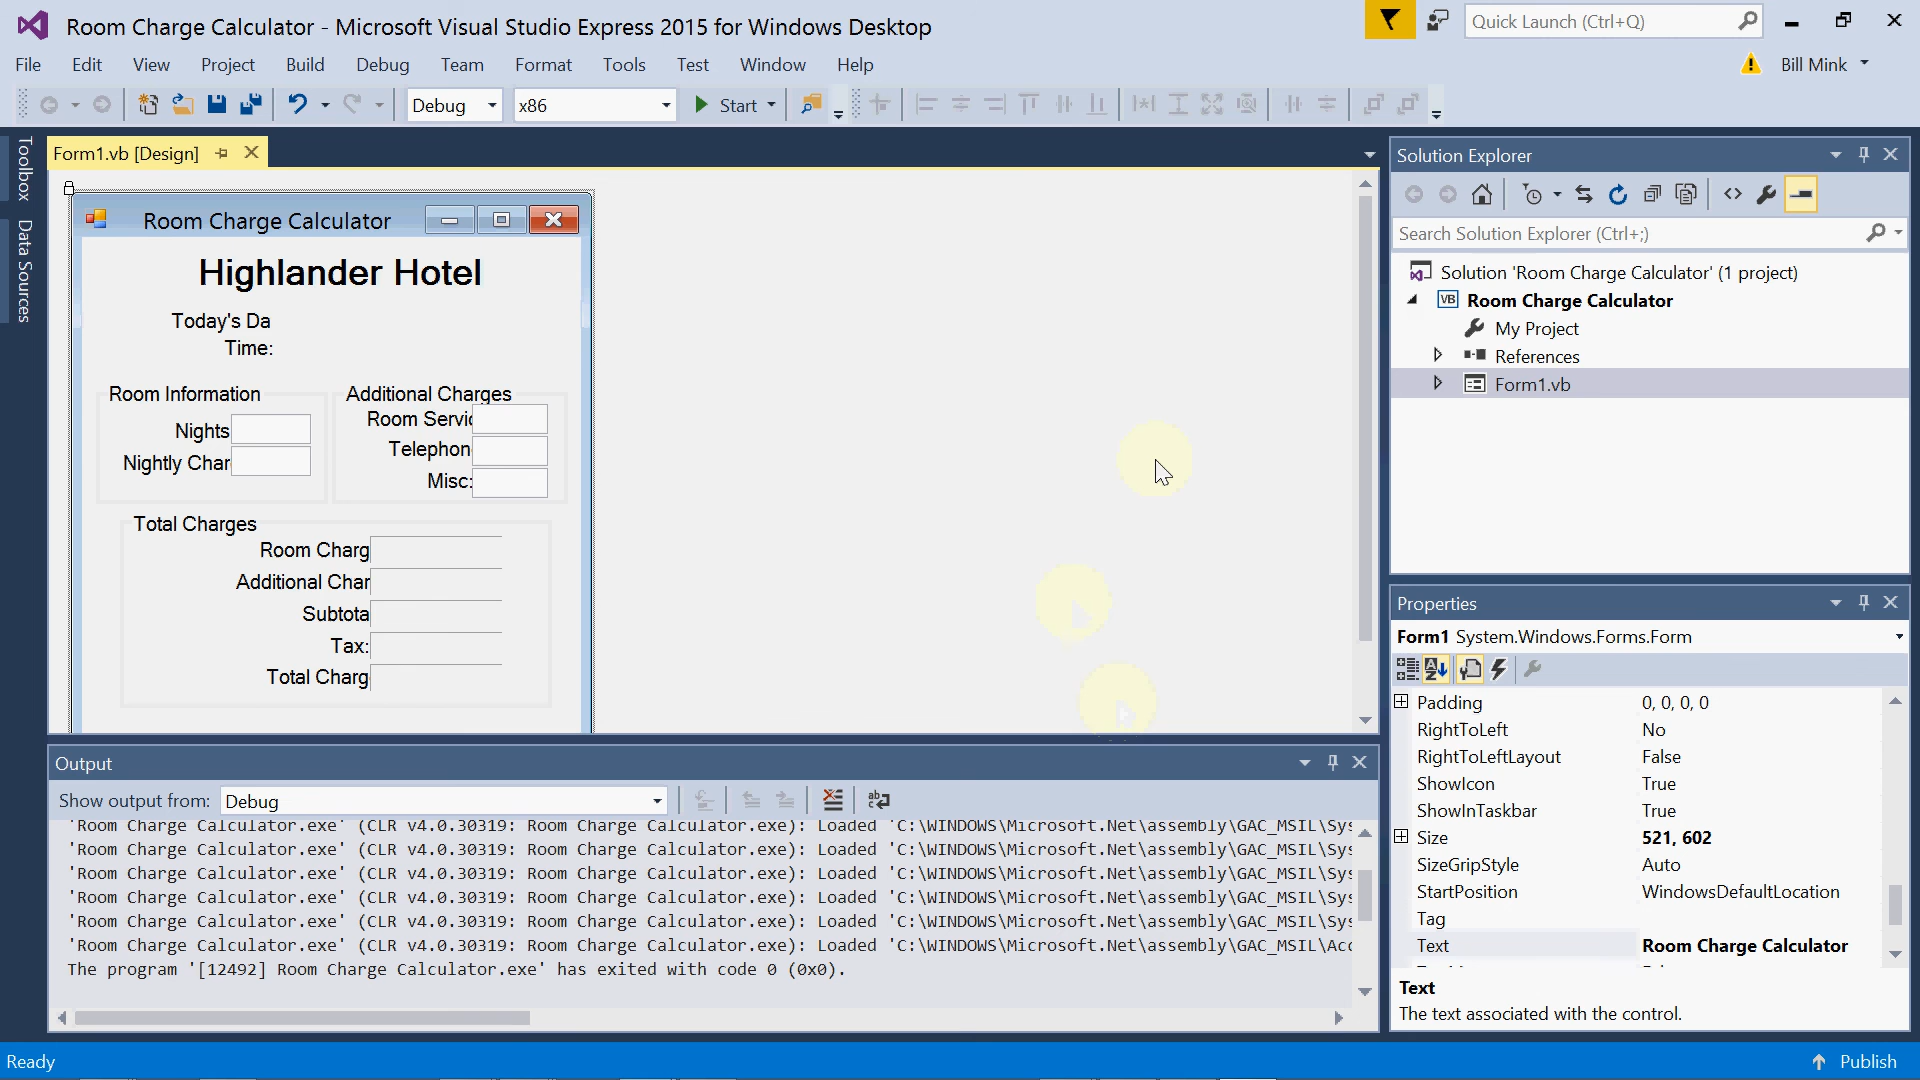 Room Charge Calculator - Microsoft Visual Studio Express 2015 for Windows Desktop
Quick Launch (Ctrl+Q)
File Edit View Project Build Debug Team Format Tools Test Window Help
Bill Mink
Debug x86 Start
Toolbox
Data Sources
Form1.vb [Design]
Room Charge Calculator
Highlander Hotel
Today's Da
Time:
Room Information
Nights
Nightly Char
Additional Charges
Room Servic
Telephon
Misc:
Total Charges
Room Charg
Additional Char
Subtota
Tax:
Total Charg
Output
Show output from: Debug
'Room Charge Calculator.exe' (CLR v4.0.30319: Room Charge Calculator.exe): Loaded 'C:\WINDOWS\Microsoft.Net\assembly\GAC_MSIL\Sys
'Room Charge Calculator.exe' (CLR v4.0.30319: Room Charge Calculator.exe): Loaded 'C:\WINDOWS\Microsoft.Net\assembly\GAC_MSIL\Sys
'Room Charge Calculator.exe' (CLR v4.0.30319: Room Charge Calculator.exe): Loaded 'C:\WINDOWS\Microsoft.Net\assembly\GAC_MSIL\Sys
'Room Charge Calculator.exe' (CLR v4.0.30319: Room Charge Calculator.exe): Loaded 'C:\WINDOWS\Microsoft.Net\assembly\GAC_MSIL\Sys
'Room Charge Calculator.exe' (CLR v4.0.30319: Room Charge Calculator.exe): Loaded 'C:\WINDOWS\Microsoft.Net\assembly\GAC_MSIL\Sys
'Room Charge Calculator.exe' (CLR v4.0.30319: Room Charge Calculator.exe): Loaded 'C:\WINDOWS\Microsoft.Net\assembly\GAC_MSIL\Acc
The program '[12492] Room Charge Calculator.exe' has exited with code 0 (0x0).
Solution Explorer
Search Solution Explorer (Ctrl+;)
Solution 'Room Charge Calculator' (1 project)
VB Room Charge Calculator
My Project
References
Form1.vb
Properties
Form1 System.Windows.Forms.Form
Padding 0, 0, 0, 0
RightToLeft No
RightToLeftLayout False
ShowIcon True
ShowInTaskbar True
Size 521, 602
SizeGripStyle Auto
StartPosition WindowsDefaultLocation
Tag
Text Room Charge Calculator
Text
The text associated with the control.
Ready
Publish